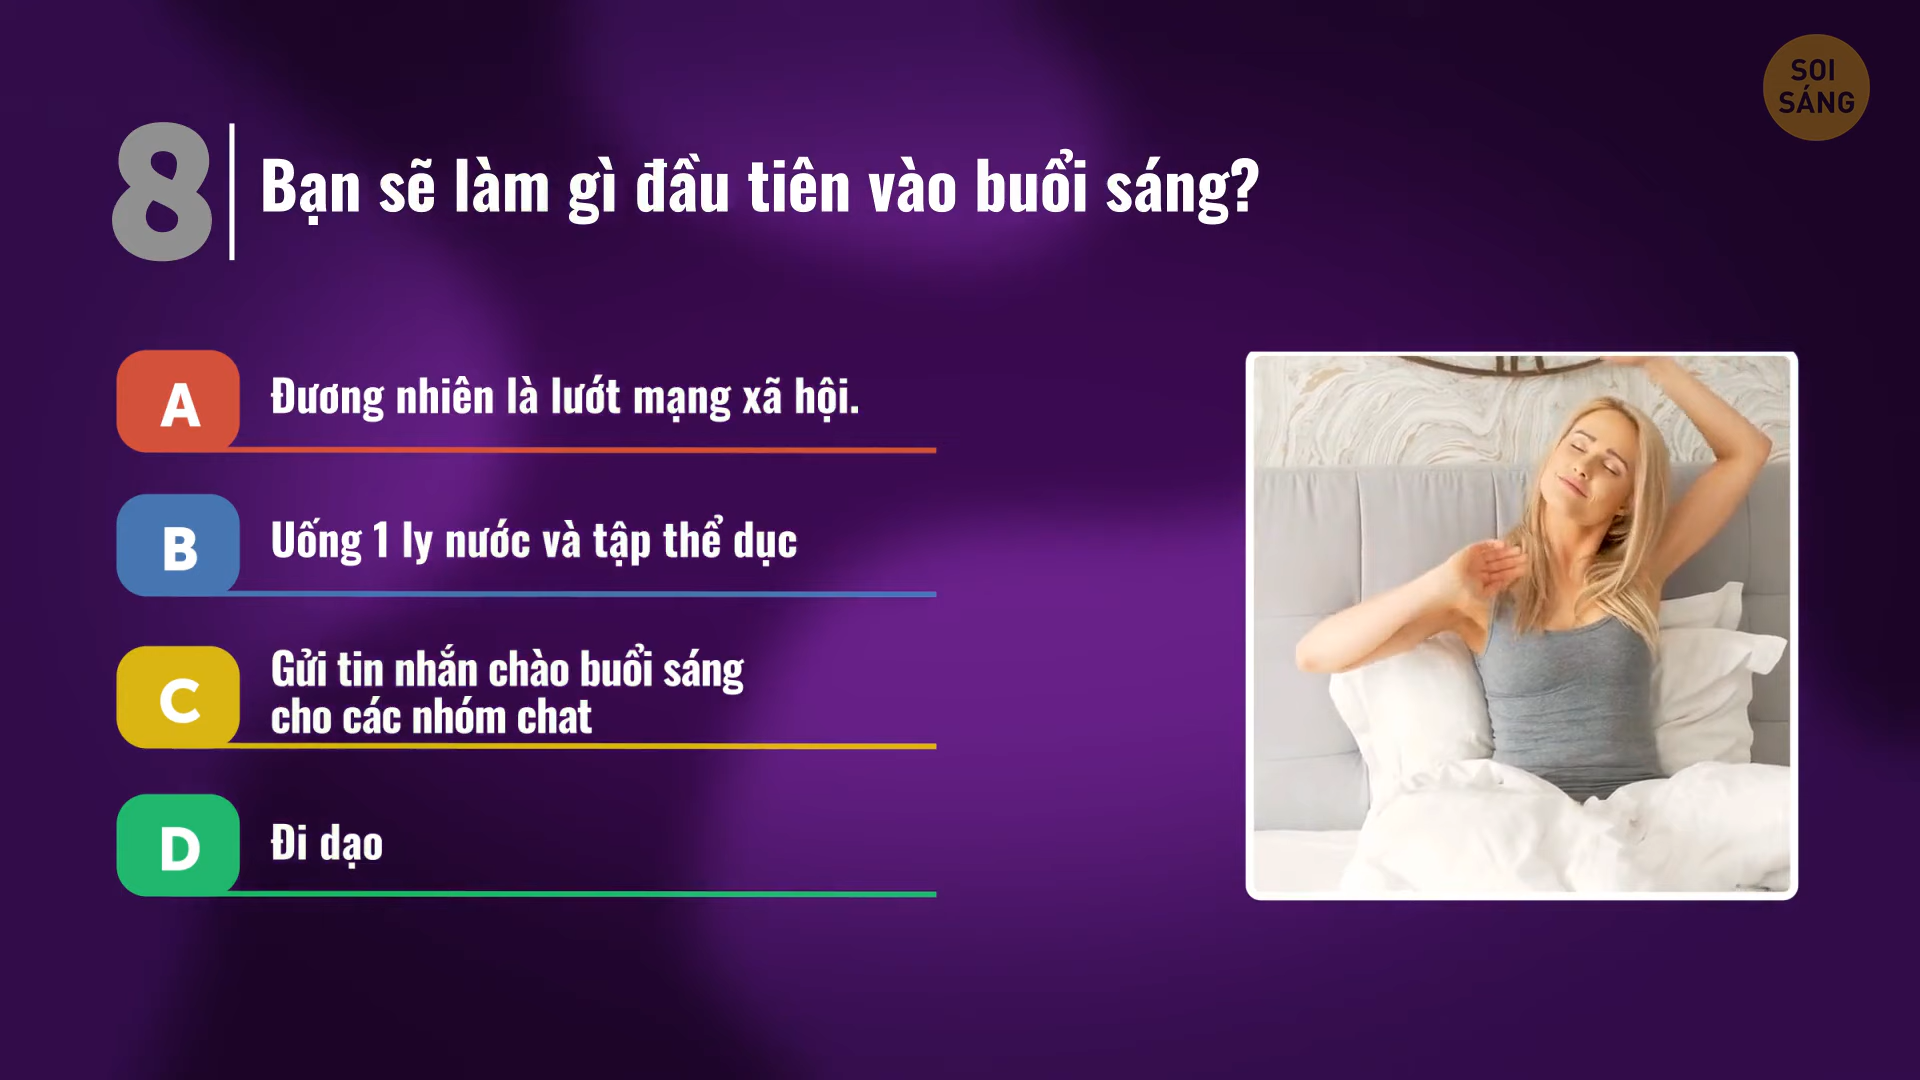 SOI
SÁNG
8
Bạn sẽ làm gì đầu tiên vào buổi sáng?
A
Đương nhiên là lướt mạng xã hội.
B
Uống 1 ly nước và tập thể dục
C
Gửi tin nhắn chào buổi sáng
cho các nhóm chat
D
Đi dạo